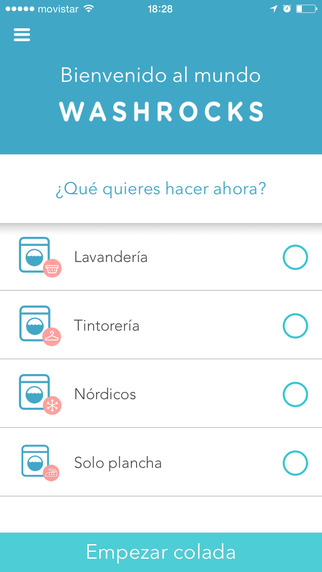 movistar 18:28
Bienvenido al mundo
WASHROCKS
¿Qué quieres hacer ahora?
Lavandería
Tintorería
Nórdicos
Solo plancha
Empezar colada